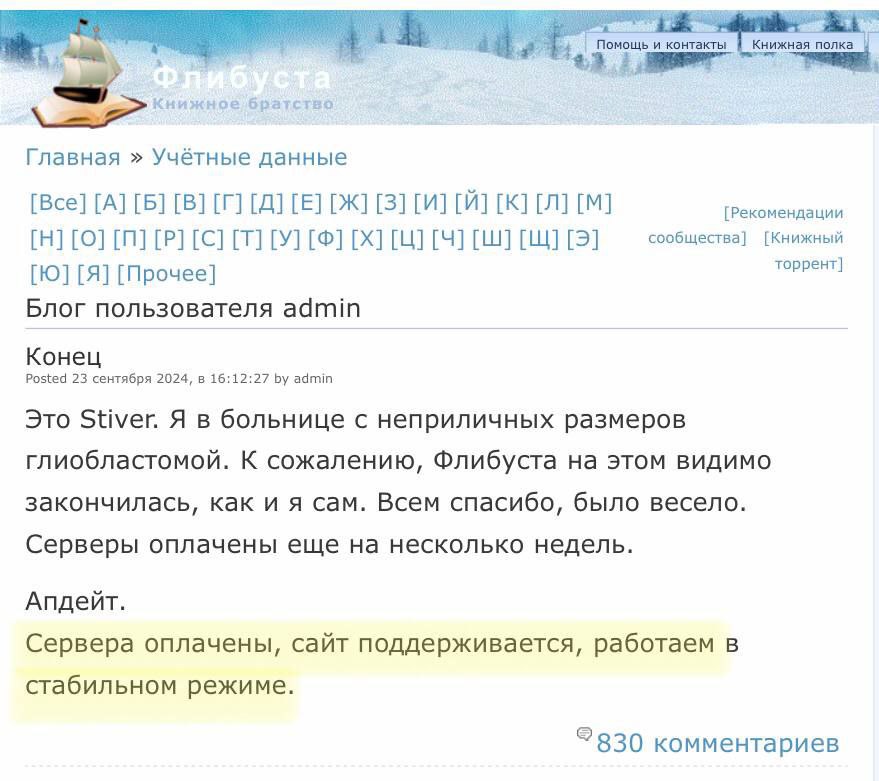 Помощь и контакты
Книжная полка
Флибуста
Книжное братство
Главная » Учётные данные
[Все] [А] [Б] [В] [Г] [Д] [Е] [Ж] [З] [И] [Й] [К] [Л] [М]
[Н] [О] [П] [Р] [С] [Т] [У] [Ф] [Х] [Ц] [Ч] [Ш] [Щ] [Э]
[Ю] [Я] [Прочее]
[Рекомендации
сообщества] [Книжный
торрент]
Блог пользователя admin
Конец
Posted 23 сентября 2024, в 16:12:27 by admin
Это Stiver. Я в больнице с неприличных размеров
глиобластомой. К сожалению, Флибуста на этом видимо
закончилась, как и я сам. Всем спасибо, было весело.
Серверы оплачены еще на несколько недель.
Апдейт.
Сервера оплачены, сайт поддерживается, работаем в
стабильном режиме.
830 комментариев